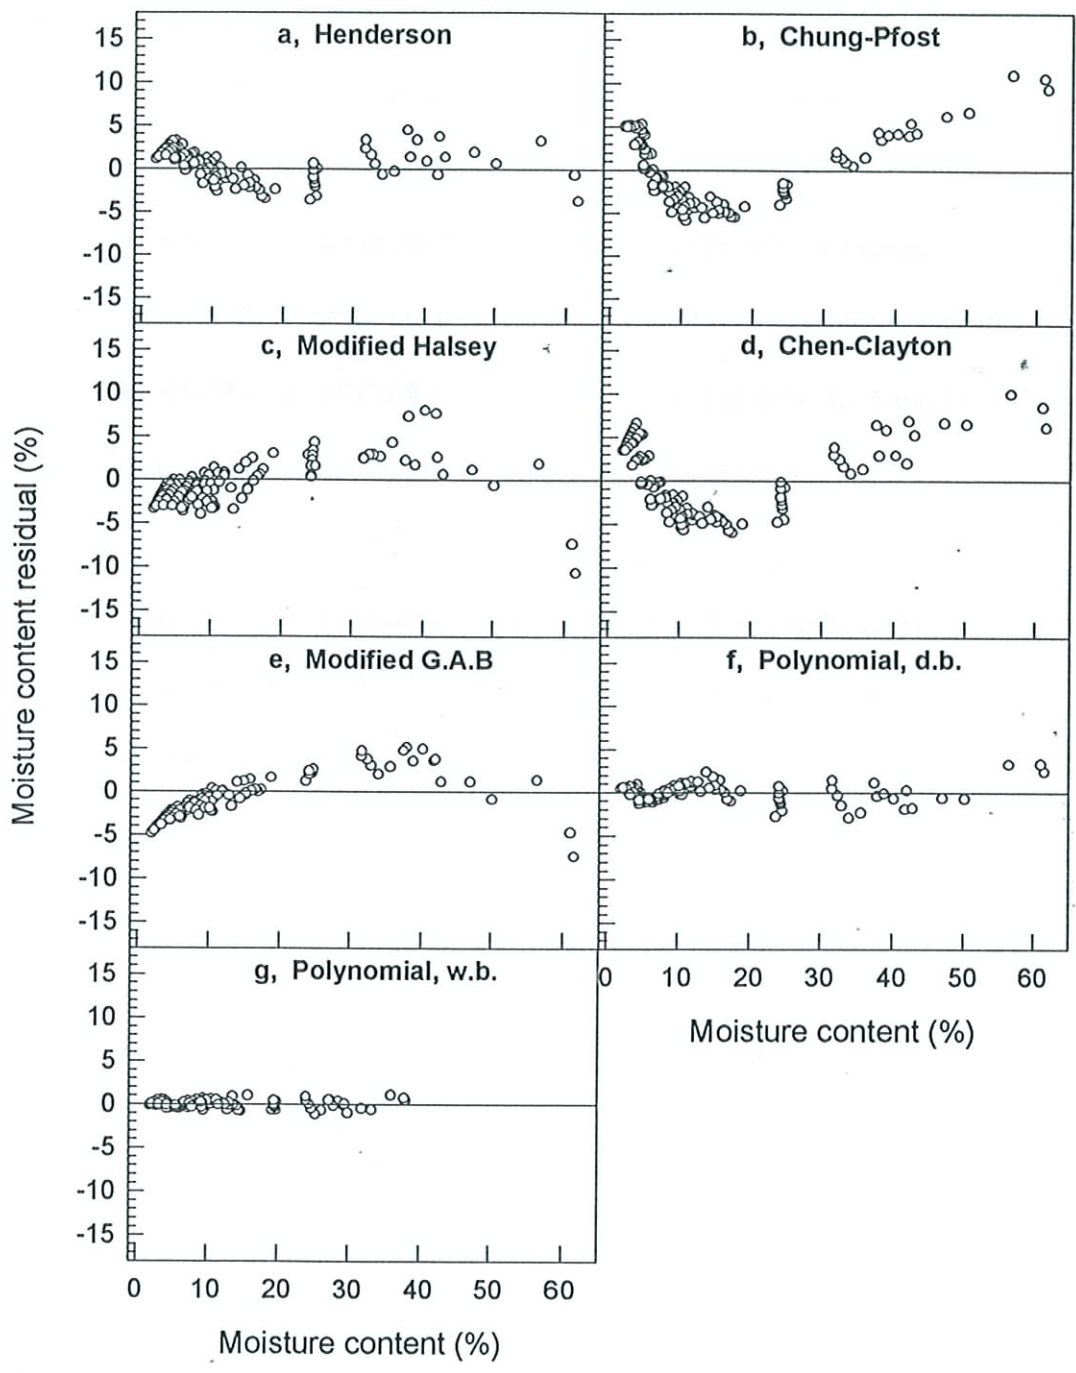 a, Henderson
b, Chung-Pfost
15
10
5
0
-5
-10
-15
c, Modified Halsey
d, Chen-Clayton
15
10
5
0
-5
-10
-15
Moisture content residual (%)
e, Modified G.A.B
f, Polynomial, d.b.
15
10
5
0
-5
-10
-15
0 10 20 30 40 50 60
Moisture content (%)
g, Polynomial, w.b.
15
10
5
0
-5
-10
-15
0 10 20 30 40 50 60
Moisture content (%)